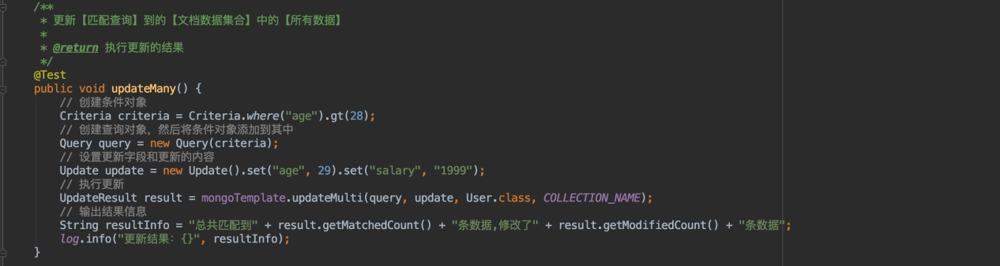 /**
 * 更新【匹配查询】到的【文档数据集合】中的【所有数据】
 *
 * @return 执行更新的结果
 */
@Test
public void updateMany() {
    // 创建条件对象
    Criteria criteria = Criteria.where("age").gt(28);
    // 创建查询对象，然后将条件对象添加到其中
    Query query = new Query(criteria);
    // 设置更新字段和更新的内容
    Update update = new Update().set("age", 29).set("salary", "1999");
    // 执行更新
    UpdateResult result = mongoTemplate.updateMulti(query, update, User.class, COLLECTION_NAME);
    // 输出结果信息
    String resultInfo = "总共匹配到" + result.getMatchedCount() + "条数据,修改了" + result.getModifiedCount() + "条数据";
    log.info("更新结果：{}", resultInfo);
}